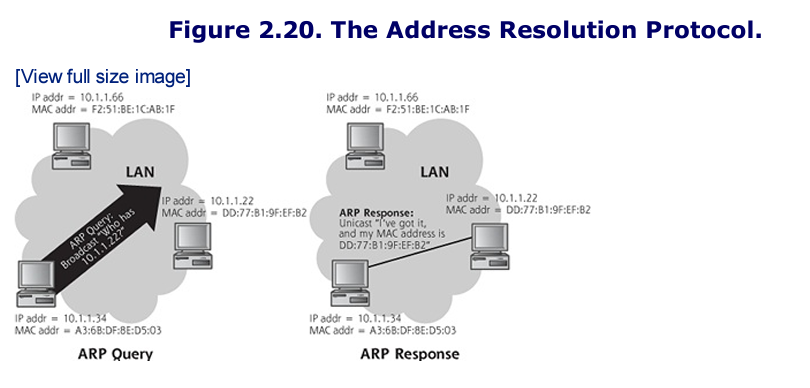 Figure 2.20. The Address Resolution Protocol.
[View full size image]
IP addr = 10.1.1.66
MAC addr = F2:51:BE:1C:AB:1F
LAN
IP addr = 10.1.1.22
MAC addr = DD:77:B1:9F:EF:B2
ARP Query:
Broadcast "Who has
10.1.1.22?"
IP addr = 10.1.1.34
MAC addr = A3:6B:DF:8E:D5:03
ARP Query
IP addr = 10.1.1.66
MAC addr = F2:51:BE:1C:AB:1F
LAN
IP addr = 10.1.1.22
MAC addr = DD:77:B1:9F:EF:B2
ARP Response:
Unicast "I've got it,
and my MAC address is
DD:77:B1:9F:EF:B2"
IP addr = 10.1.1.34
MAC addr = A3:6B:DF:8E:D5:03
ARP Response